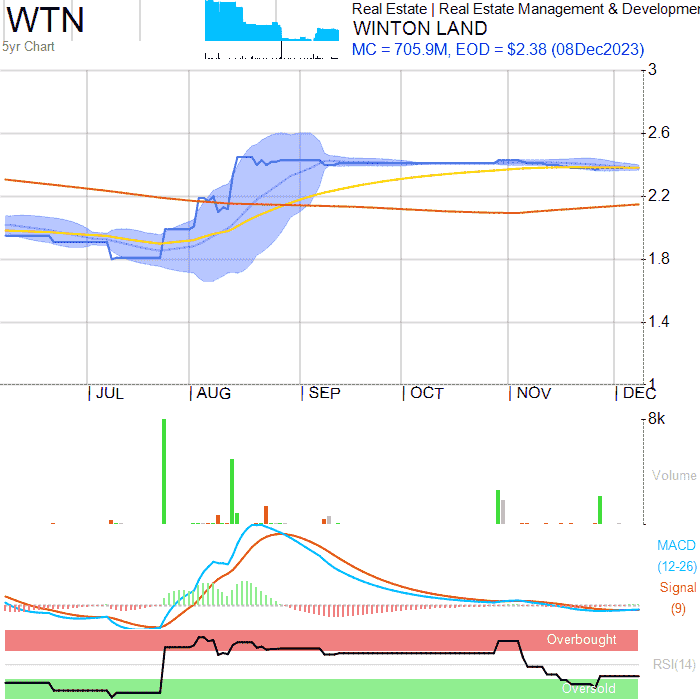 WTN
5yr Chart
Real Estate | Real Estate Management & Developmen
WINTON LAND
MC = 705.9M, EOD = $2.38 (08Dec2023)
3
2.6
2.2
1.8
1.4
1
JUL AUG SEP OCT NOV DEC
8k
Volume
MACD
(12-26)
Signal
(9)
Overbought
RSI(14)
Oversold